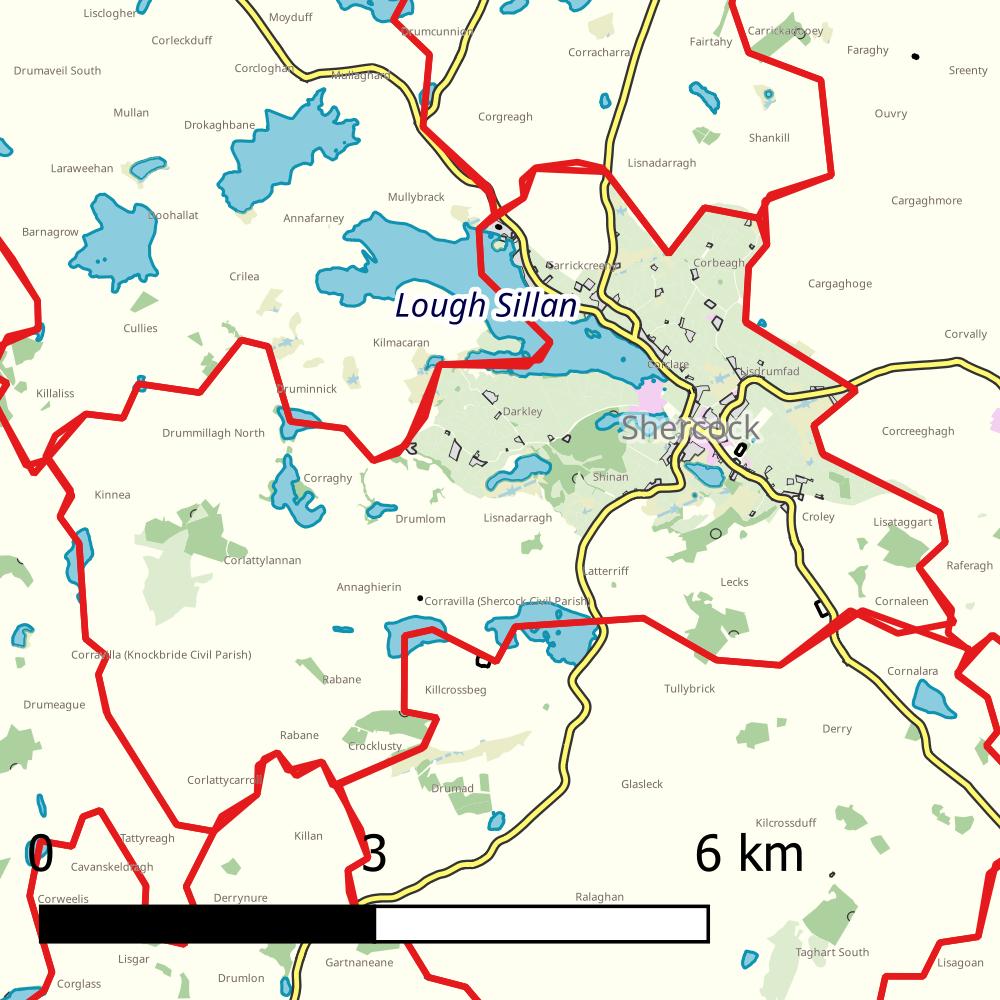 Lisclogher
Moyduff
Drumcunnion
Carrickagopey
Corleckduff
Fairtahy
Corracharra
Faraghy
Drumaveil South
Corcloghan
Mullaghard
Sreenty
Mullan
Drokaghbane
Corgreagh
Ouvry
Shankill
Laraweehan
Lisnadarragh
Mullybrack
Cargaghmore
Doohallat
Annafarney
Barnagrow
Carrickcreeny
Corbeagh
Crilea
Cargaghoge
Lough Sillan
Cullies
Kilmacaran
Corvally
Corclare
Lisdrumfad
Killaliss
Druminnick
Darkley
Drummillagh North
Shercock
Corcreeghagh
Corraghy
Shinan
Kinnea
Drumlom
Lisnadarragh
Croley
Lisataggart
Corlattylannan
Latterriff
Raferagh
Annaghierin
Lecks
Corravilla (Shercock Civil Parish)
Cornaleen
Corravilla (Knockbride Civil Parish)
Rabane
Killcrossbeg
Tullybrick
Cornalara
Drumeague
Rabane
Crocklusty
Derry
Corlattycarroll
Drumad
Glasleck
Tattyreagh
Killan
Kilcrossduff
0 3 6 km
Cavanskeldragh
Corweelis
Derrynure
Ralaghan
Lisgar
Gartnaneane
Taghart South
Lisagoan
Corglass
Drumlon